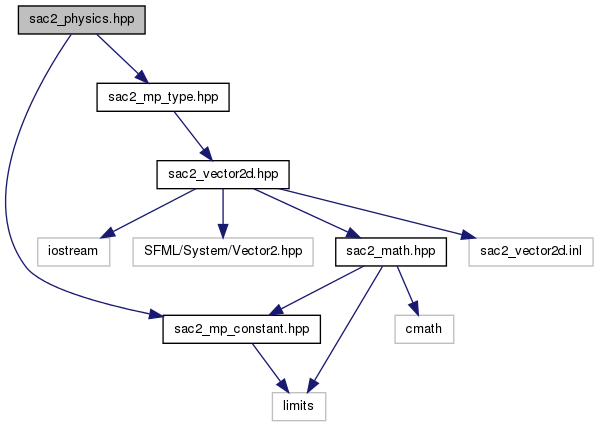 sac2_physics.hpp
sac2_mp_type.hpp
sac2_vector2d.hpp
iostream
SFML/System/Vector2.hpp
sac2_math.hpp
sac2_vector2d.inl
sac2_mp_constant.hpp
cmath
limits